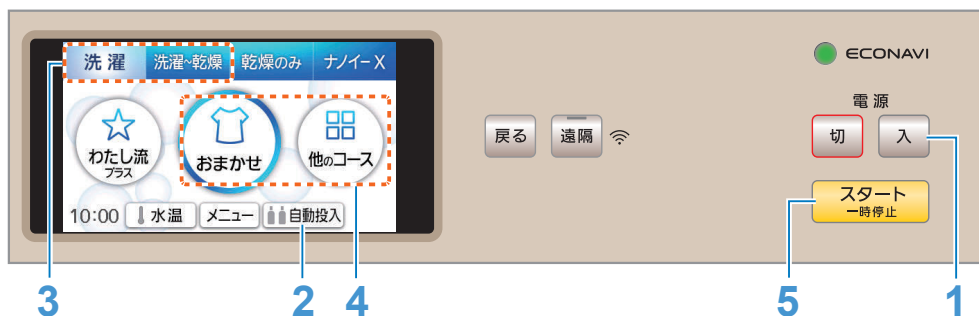 洗濯 洗濯~乾燥 乾燥のみ ナノイーX
わたし流
プラス
おまかせ
他のコース
10:00 水温 メニュー 自動投入
戻る 遠隔
ECONAVI
電源
切 入
スタート
一時停止
3 2 4 5 1